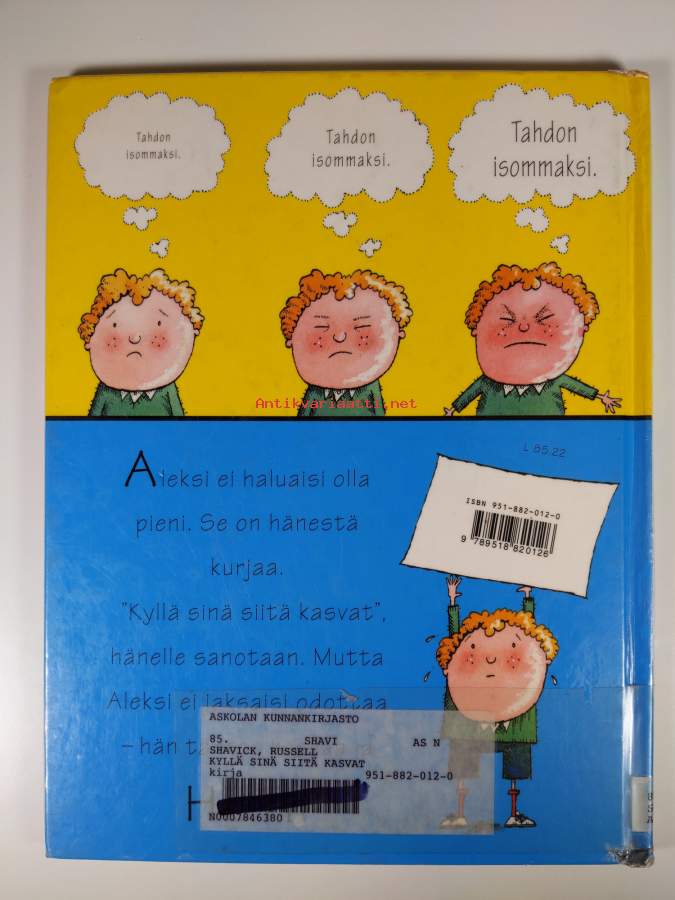 Tahdon
isommaksi.
Tahdon
isommaksi.
Tahdon
isommaksi.
Antikvariaatti.net
L 85.22
Aleksi ei haluaisi olla
pieni. Se on hänestä
kurjaa.
"Kyllä sinä siitä kasvat",
hänelle sanotaan. Mutta
Aleksi ei jaksaisi odottaa
– hän
ISBN 951-882-012-0
9 789518 820126
ASKOLAN KUNNANKIRJASTO
85. SHAVI AS N
SHAVICK, RUSSELL
KYLLÄ SINÄ SIITÄ KASVAT
kirja 951-882-012-0
N0007846380